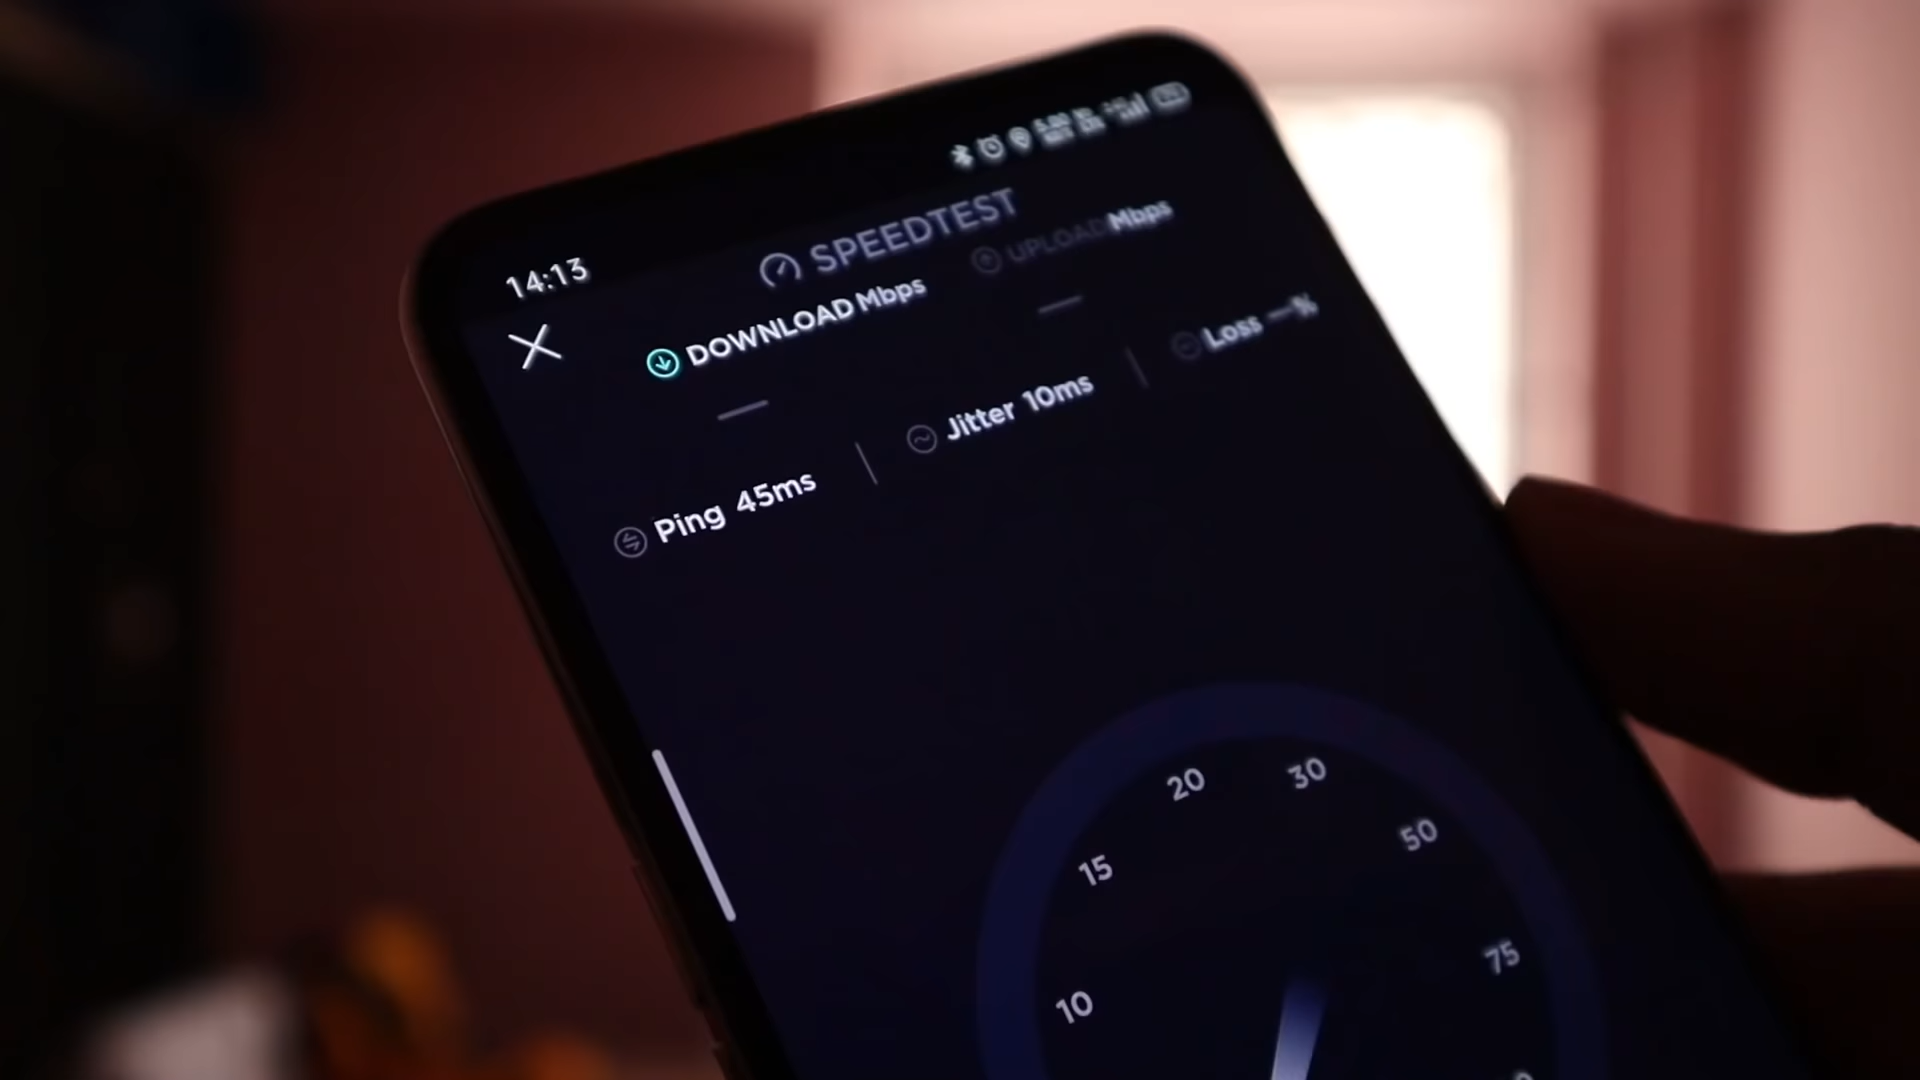 14:13
SPEEDTEST
DOWNLOAD Mbps
UPLOAD Mbps
—
—
Ping 45ms
Jitter 10ms
Loss —%
10
15
20
30
50
75